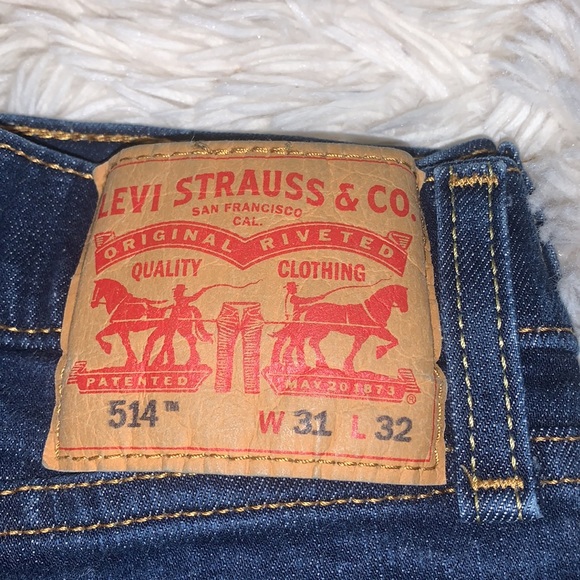 LEVI STRAUSS & CO.
SAN FRANCISCO
CAL.
ORIGINAL RIVETED
QUALITY CLOTHING
PATENTED MAY 20 1873 ®
514™ W 31 L 32